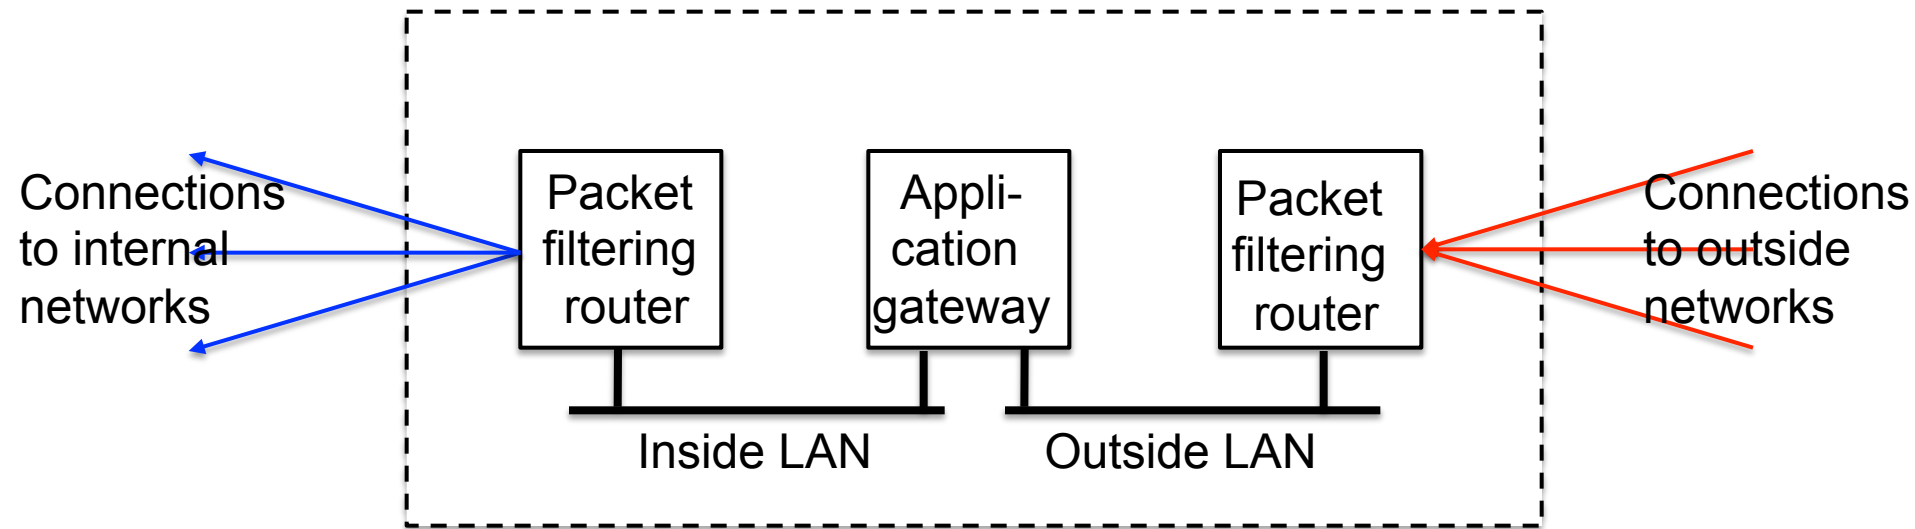 Connections
to internal
networks
Packet
filtering
router
Appli-
cation
gateway
Packet
filtering
router
Connections
to outside
networks
Inside LAN
Outside LAN